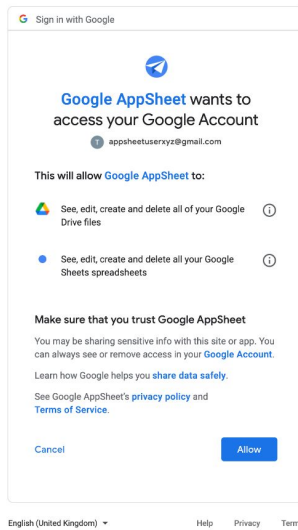 Sign in with Google
Google AppSheet wants to
access your Google Account
T appsheetuserxyz@gmail.com
This will allow Google AppSheet to:
See, edit, create and delete all of your Google
Drive files
See, edit, create and delete all your Google
Sheets spreadsheets
Make sure that you trust Google AppSheet
You may be sharing sensitive info with this site or app. You
can always see or remove access in your Google Account.
Learn how Google helps you share data safely.
See Google AppSheet's privacy policy and
Terms of Service.
Cancel Allow
English (United Kingdom) Help Privacy Term